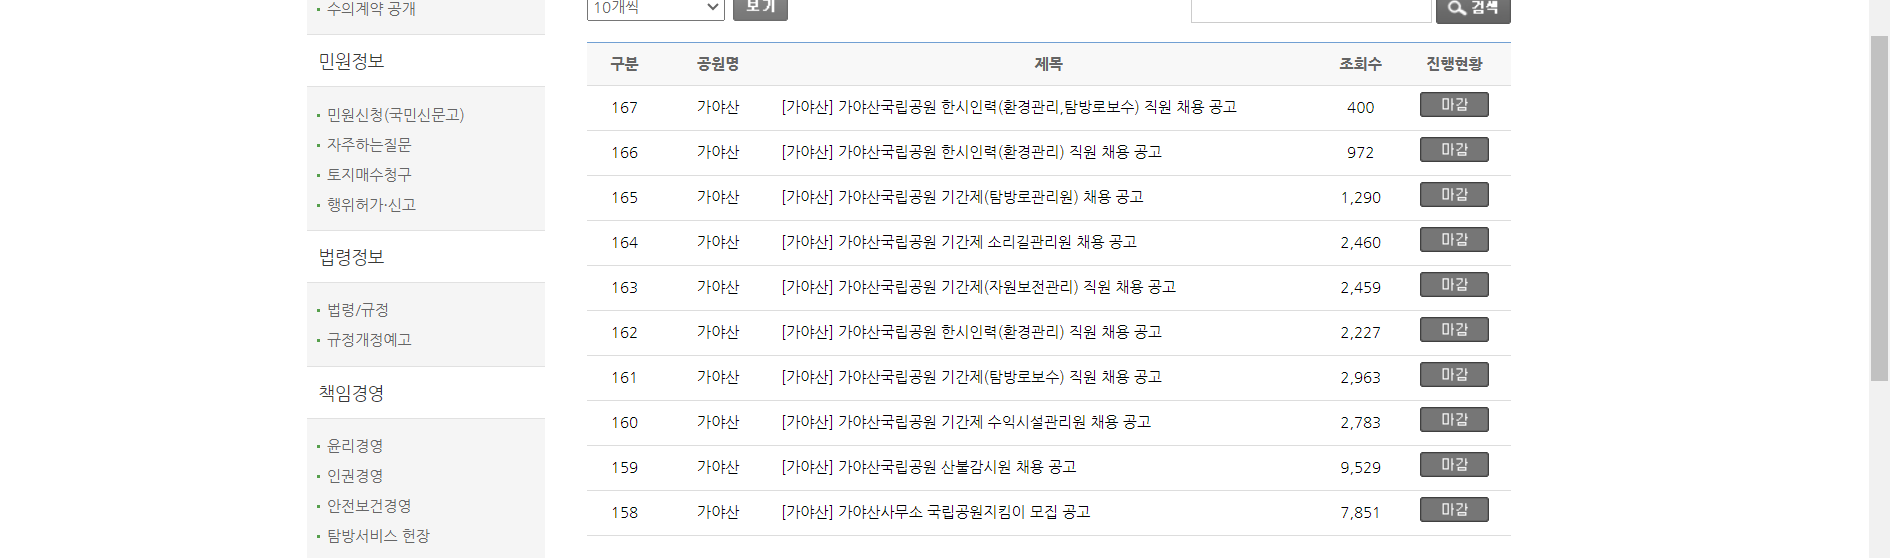 수의계약 공개
10개씩
보기
검색
민원정보
민원신청(국민신문고)
자주하는질문
토지매수청구
행위허가·신고
법령정보
법령/규정
규정개정예고
책임경영
윤리경영
인권경영
안전보건경영
탐방서비스 헌장
구분 공원명 제목 조회수 진행현황
167 가야산 [가야산] 가야산국립공원 한시인력(환경관리,탐방로보수) 직원 채용 공고 400 마감
166 가야산 [가야산] 가야산국립공원 한시인력(환경관리) 직원 채용 공고 972 마감
165 가야산 [가야산] 가야산국립공원 기간제(탐방로관리원) 채용 공고 1,290 마감
164 가야산 [가야산] 가야산국립공원 기간제 소리길관리원 채용 공고 2,460 마감
163 가야산 [가야산] 가야산국립공원 기간제(자원보전관리) 직원 채용 공고 2,459 마감
162 가야산 [가야산] 가야산국립공원 한시인력(환경관리) 직원 채용 공고 2,227 마감
161 가야산 [가야산] 가야산국립공원 기간제(탐방로보수) 직원 채용 공고 2,963 마감
160 가야산 [가야산] 가야산국립공원 기간제 수익시설관리원 채용 공고 2,783 마감
159 가야산 [가야산] 가야산국립공원 산불감시원 채용 공고 9,529 마감
158 가야산 [가야산] 가야산사무소 국립공원지킴이 모집 공고 7,851 마감